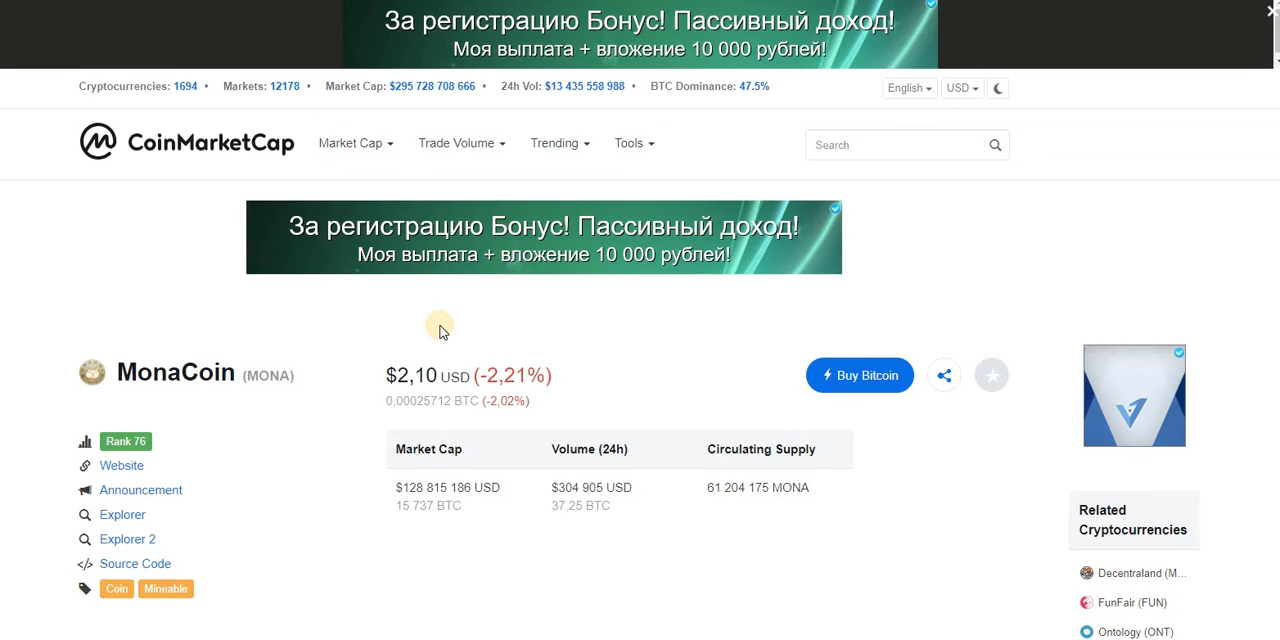 За регистрацию Бонус! Пассивный доход!
Моя выплата + вложение 10 000 рублей!
Cryptocurrencies: 1694 • Markets: 12178 • Market Cap: $295 728 708 666 • 24h Vol: $13 435 558 988 • BTC Dominance: 47.5%
English USD
CoinMarketCap Market Cap Trade Volume Trending Tools Search
За регистрацию Бонус! Пассивный доход!
Моя выплата + вложение 10 000 рублей!
MonaCoin (MONA) $2,10 USD (-2,21%) Buy Bitcoin
0,00025712 BTC (-2,02%)
Rank 76
Website
Announcement
Explorer
Explorer 2
Source Code
Coin Mineable
Market Cap Volume (24h) Circulating Supply
$128 815 186 USD $304 905 USD 61 204 175 MONA
15 737 BTC 37,25 BTC
Related
Cryptocurrencies
Decentraland (M...
FunFair (FUN)
Ontology (ONT)